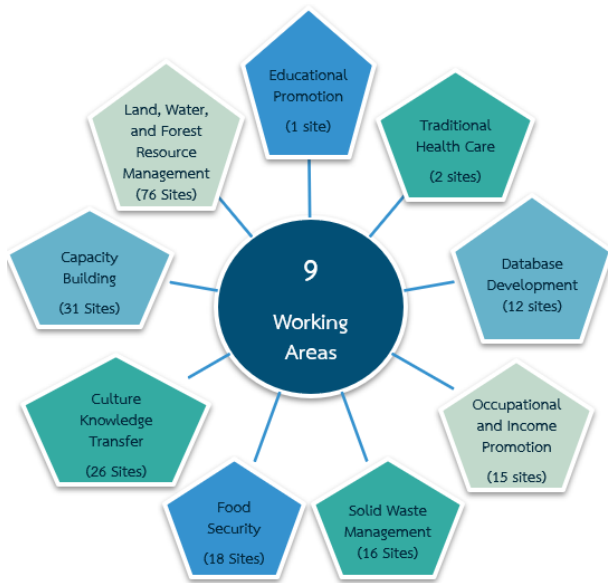 Educational
Promotion
(1 site)
Traditional
Health Care
(2 sites)
Database
Development
(12 sites)
Occupational
and Income
Promotion
(15 sites)
Solid Waste
Management
(16 Sites)
Food
Security
(18 Sites)
Culture
Knowledge
Transfer
(26 Sites)
Capacity
Building
(31 Sites)
Land, Water,
and Forest
Resource
Management
(76 Sites)
9
Working
Areas